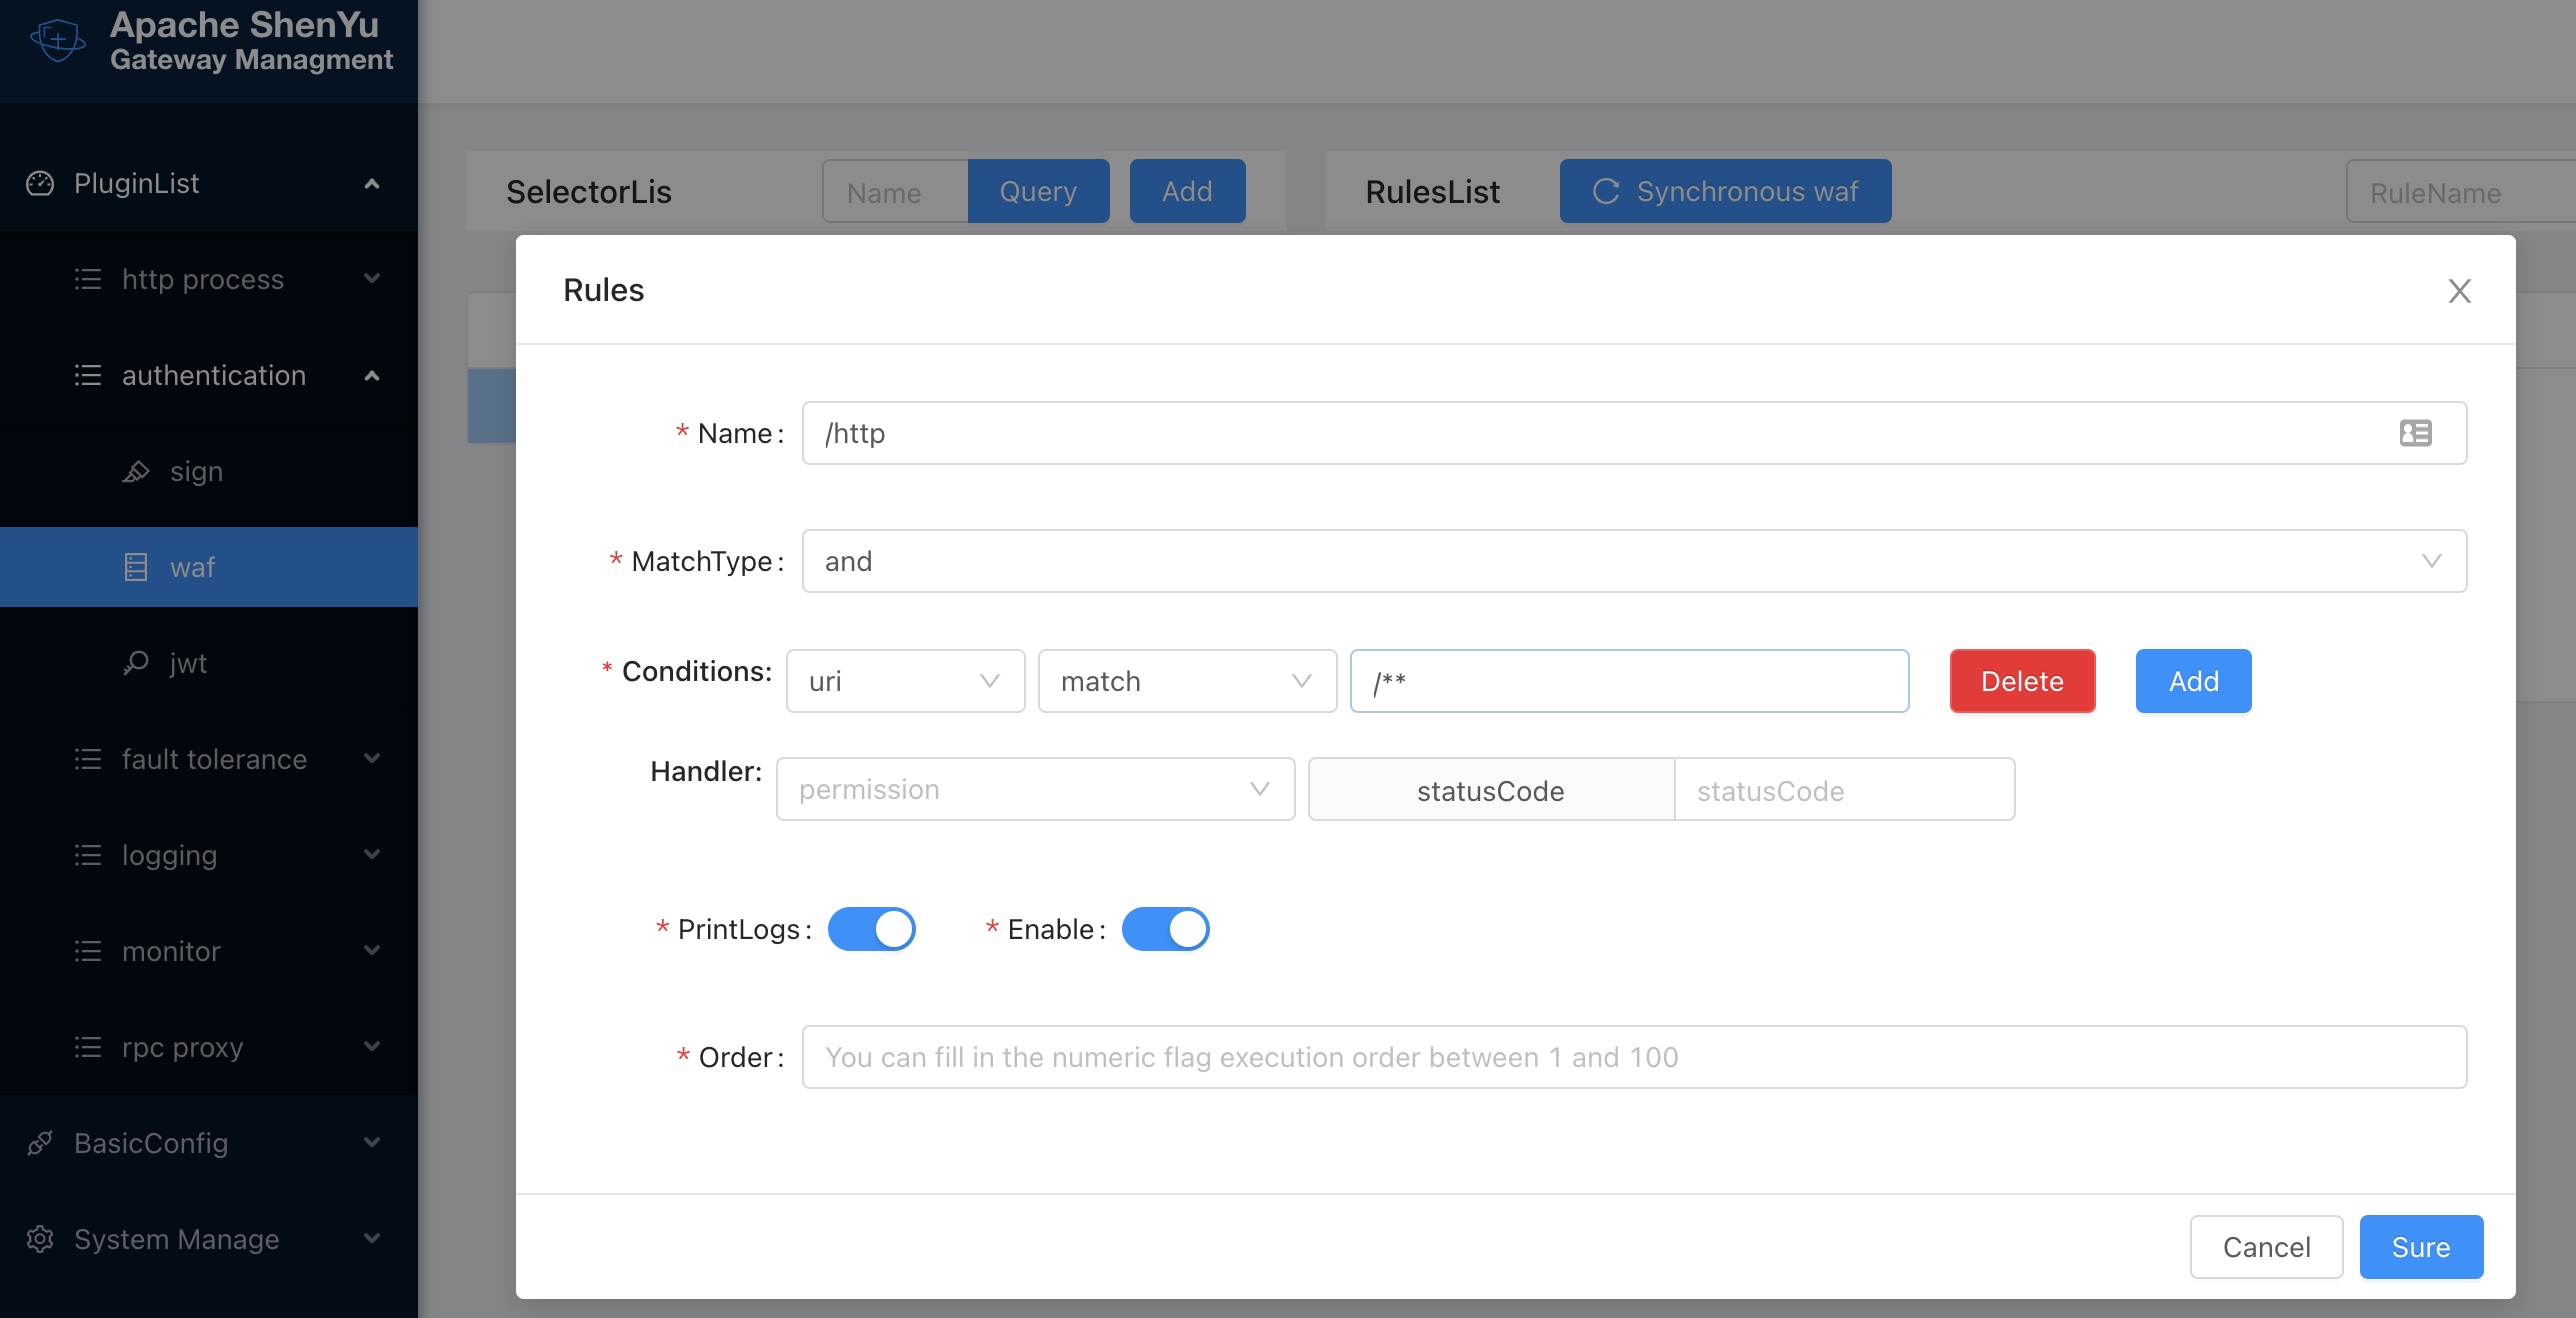 Apache ShenYu
Gateway Managment
PluginList
http process
authentication
sign
waf
jwt
fault tolerance
logging
monitor
rpc proxy
BasicConfig
System Manage
SelectorLis
Name
Query
Add
RulesList
Synchronous waf
RuleName
Rules
* Name: /http
* MatchType: and
* Conditions: uri match /** Delete Add
Handler: permission statusCode statusCode
* PrintLogs: * Enable:
* Order: You can fill in the numeric flag execution order between 1 and 100
Cancel Sure